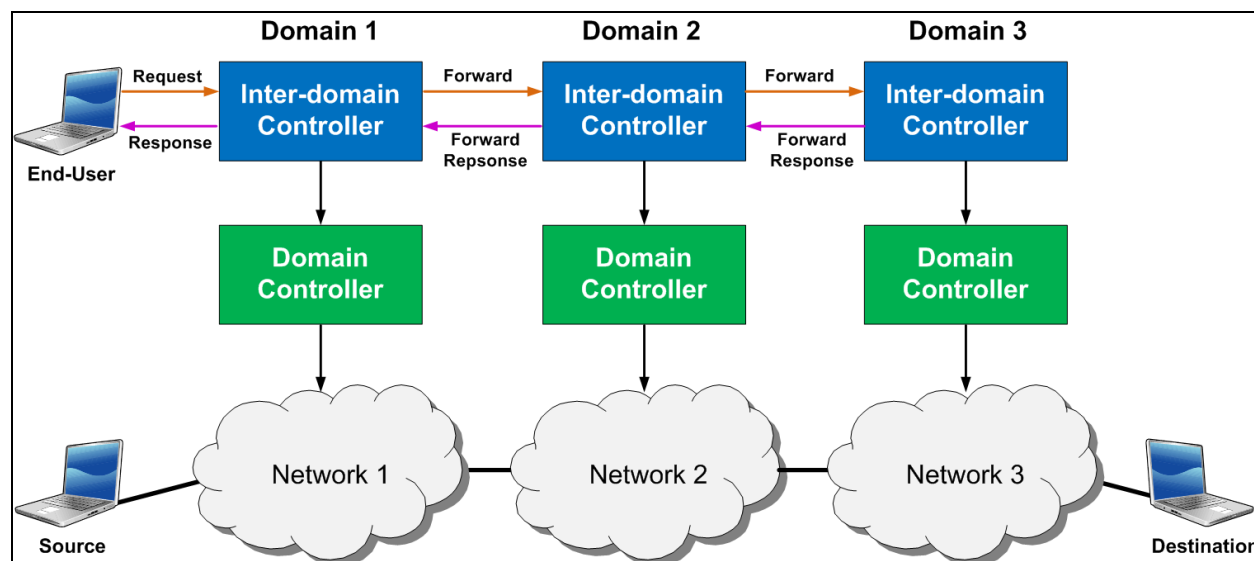 Domain 1
Domain 2
Domain 3
Request
Forward
Forward
Inter-domain
Controller
Inter-domain
Controller
Inter-domain
Controller
Response
Forward
Repsonse
Forward
Response
End-User
Domain
Controller
Domain
Controller
Domain
Controller
Network 1
Network 2
Network 3
Source
Destination